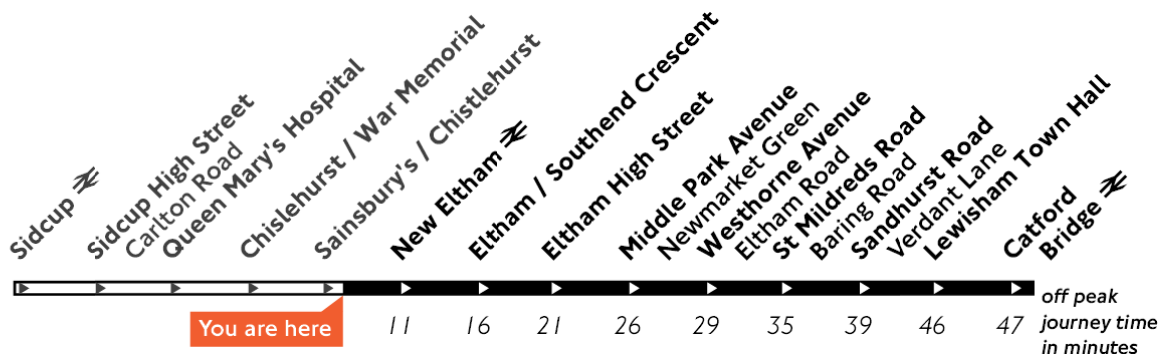 Sidcup
Sidcup High Street
Carlton Road
Queen Mary's Hospital
Chislehurst / War Memorial
Sainsbury's / Chistlehurst
New Eltham
Eltham / Southend Crescent
Eltham High Street
Middle Park Avenue
Newmarket Green
Westhorne Avenue
Eltham Road
St Mildreds Road
Baring Road
Sandhurst Road
Verdant Lane
Lewisham Town Hall
Catford
Bridge
You are here
11 16 21 26 29 35 39 46 47
off peak
journey time
in minutes